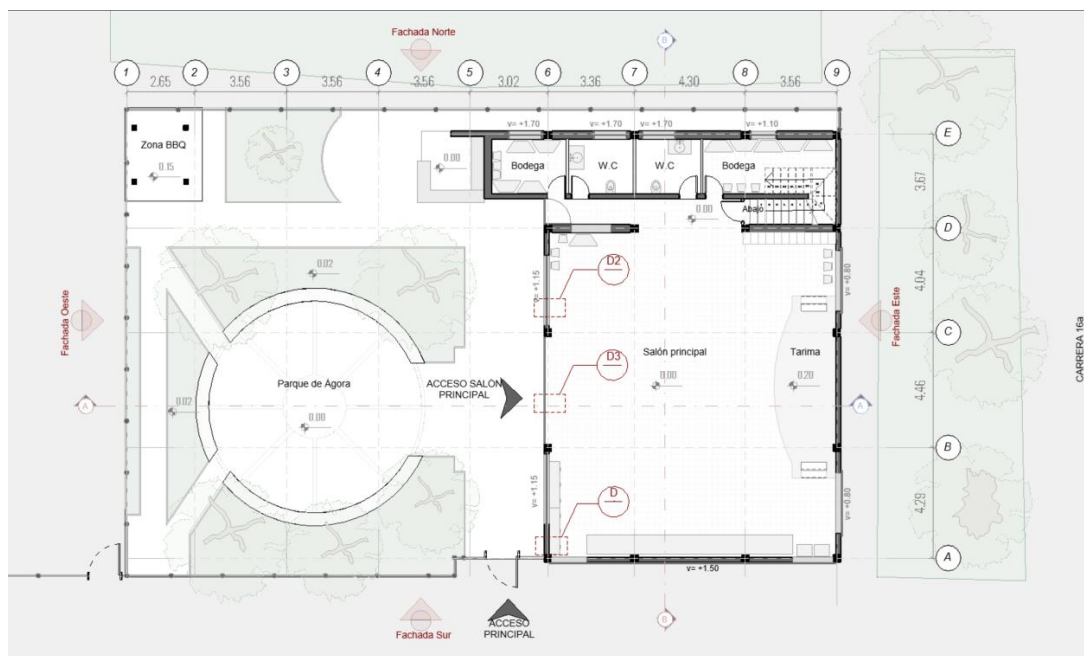 Fachada Norte
B
1
2
3
4
5
6
7
8
9
2.65
3.56
3.56
3.56
3.02
3.36
4.30
3.56
v= +1.70
v= +1.70
v= +1.70
v= +1.10
E
Zona BBQ
0.15
0.00
Bodega
W.C
W.C
Bodega
3.67
Abajo
0.00
D
0.02
D2
v= +1.15
v= +0.80
4.04
Fachada Oeste
Fachada Este
C
CARRERA 16a
Salón principal
Tarima
D3
Parque de Ágora
ACCESO SALÓN
PRINCIPAL
0.00
0.20
4.46
A
0.02
0.00
A
B
v= +1.15
D
v= +0.80
4.29
A
v= +1.50
ACCESO
PRINCIPAL
Fachada Sur
B